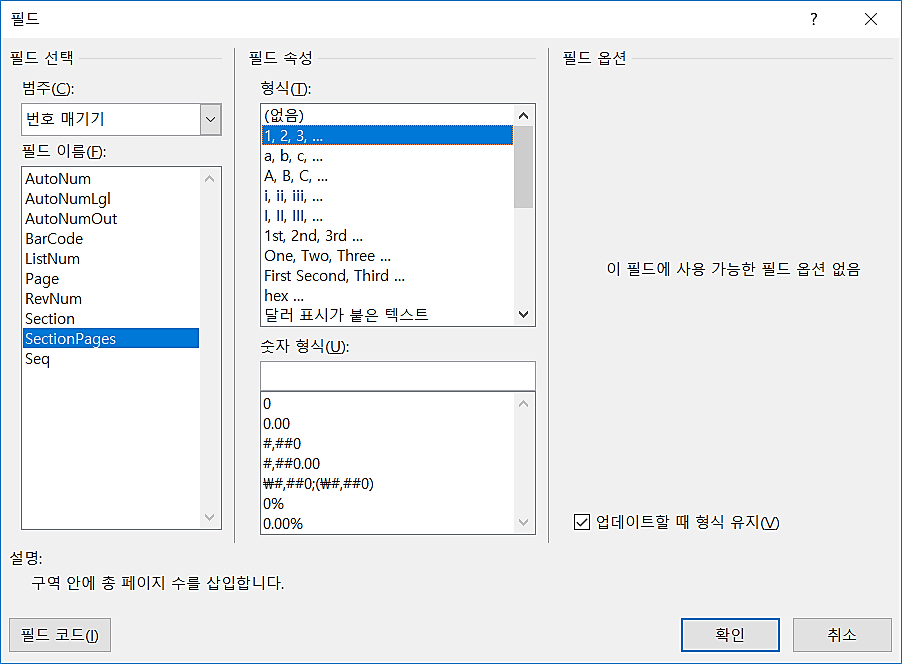 필드
?
필드 선택
범주(C):
번호 매기기
필드 이름(F):
AutoNum
AutoNumLgl
AutoNumOut
BarCode
ListNum
Page
RevNum
Section
SectionPages
Seq
필드 속성
형식(T):
(없음)
1, 2, 3, ...
a, b, c, ...
A, B, C, ...
i, ii, iii, ...
I, II, III, ...
1st, 2nd, 3rd ...
One, Two, Three ...
First Second, Third ...
hex ...
달러 표시가 붙은 텍스트
숫자 형식(U):
0
0.00
#,##0
#,##0.00
₩#,##0;(₩#,##0)
0%
0.00%
필드 옵션
이 필드에 사용 가능한 필드 옵션 없음
업데이트할 때 형식 유지(V)
설명:
구역 안에 총 페이지 수를 삽입합니다.
필드 코드(I)
확인
취소